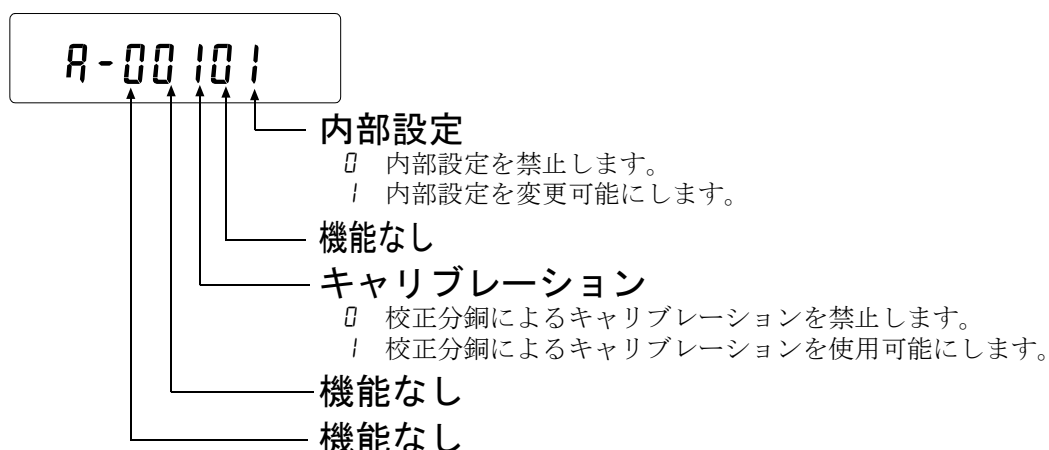 A-00101
内部設定
0 内部設定を禁止します。
1 内部設定を変更可能にします。
機能なし
キャリブレーション
0 校正分銅によるキャリブレーションを禁止します。
1 校正分銅によるキャリブレーションを使用可能にします。
機能なし
機能なし